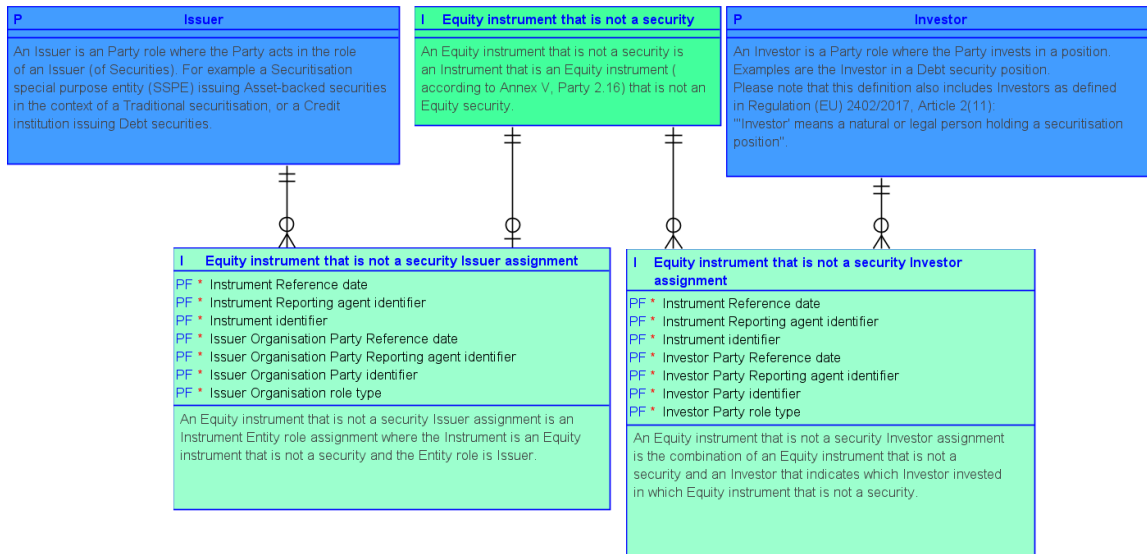 P Issuer
An Issuer is an Party role where the Party acts in the role
of an Issuer (of Securities). For example a Securitisation
special purpose entity (SSPE) issuing Asset-backed securities
in the context of a Traditional securitisation, or a Credit
institution issuing Debt securities.
I Equity instrument that is not a security
An Equity instrument that is not a security is
an Instrument that is an Equity instrument (
according to Annex V, Party 2.16) that is not an
Equity security.
P Investor
An Investor is a Party role where the Party invests in a position.
Examples are the Investor in a Debt security position.
Please note that this definition also includes Investors as defined
in Regulation (EU) 2402/2017, Article 2(11):
"'Investor' means a natural or legal person holding a securitisation
position".
I Equity instrument that is not a security Issuer assignment
PF * Instrument Reference date
PF * Instrument Reporting agent identifier
PF * Instrument identifier
PF * Issuer Organisation Party Reference date
PF * Issuer Organisation Party Reporting agent identifier
PF * Issuer Organisation Party identifier
PF * Issuer Organisation role type
An Equity instrument that is not a security Issuer assignment is an
Instrument Entity role assignment where the Instrument is an Equity
instrument that is not a security and the Entity role is Issuer.
I Equity instrument that is not a security Investor
assignment
PF * Instrument Reference date
PF * Instrument Reporting agent identifier
PF * Instrument identifier
PF * Investor Party Reference date
PF * Investor Party Reporting agent identifier
PF * Investor Party identifier
PF * Investor Party role type
An Equity instrument that is not a security Investor assignment
is the combination of an Equity instrument that is not a
security and an Investor that indicates which Investor invested
in which Equity instrument that is not a security.